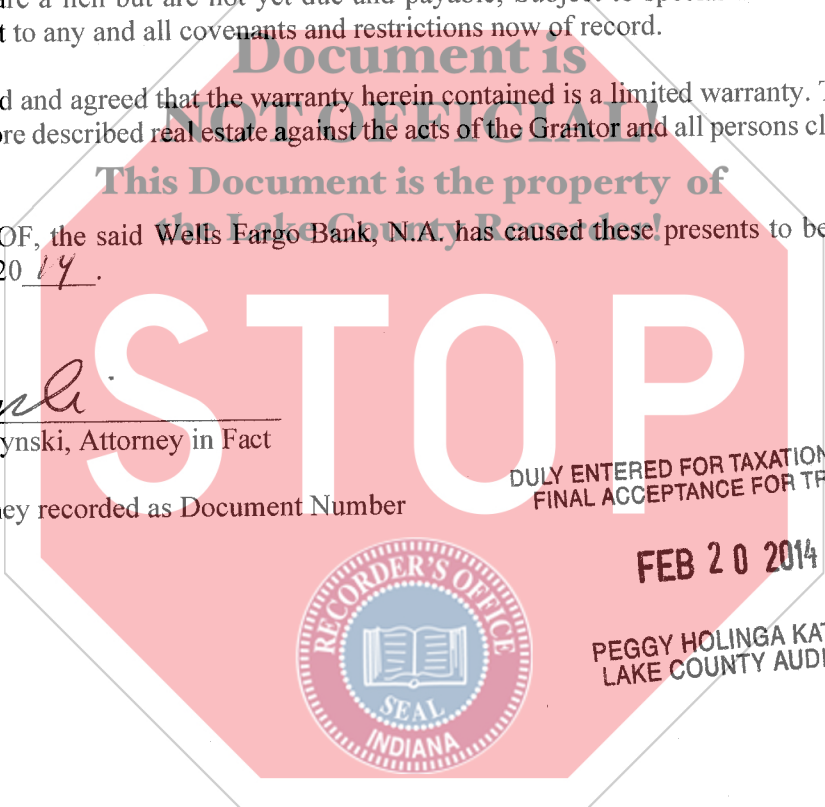 are a lien but are not yet due and payable; subject to special
t to any and all covenants and restrictions now of record.
Document is
d and agreed that the warranty herein contained is a limited warranty. T
NOT OFFICIAL!
ore described real estate against the acts of the Grantor and all persons cl
This Document is the property of
the Lake County Recorder!
OF, the said Wells Fargo Bank, N.A. has caused these presents to be
20 14 .
STOP
ynski, Attorney in Fact
DULY ENTERED FOR TAXATION
FINAL ACCEPTANCE FOR TR
ey recorded as Document Number
FEB 20 2014
RECORDER'S OFFICE
SEAL
INDIANA
PEGGY HOLINGA KAT
LAKE COUNTY AUDI